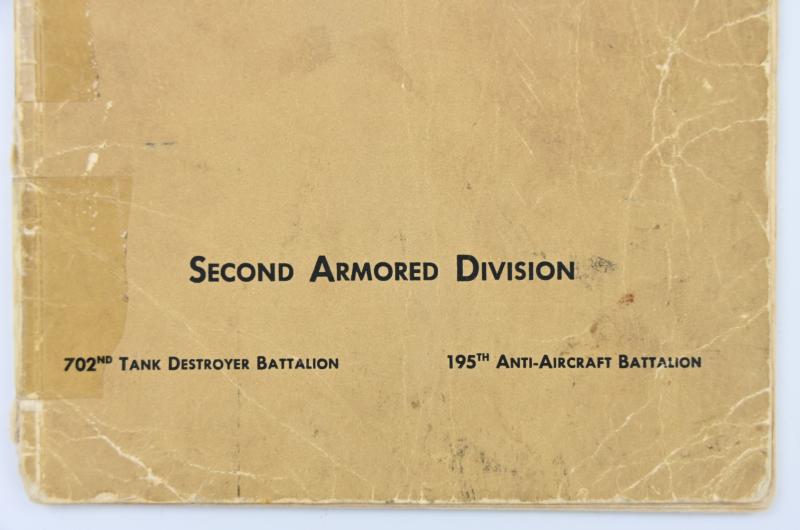 Second Armored Division
702ND Tank Destroyer Battalion
195TH Anti-Aircraft Battalion